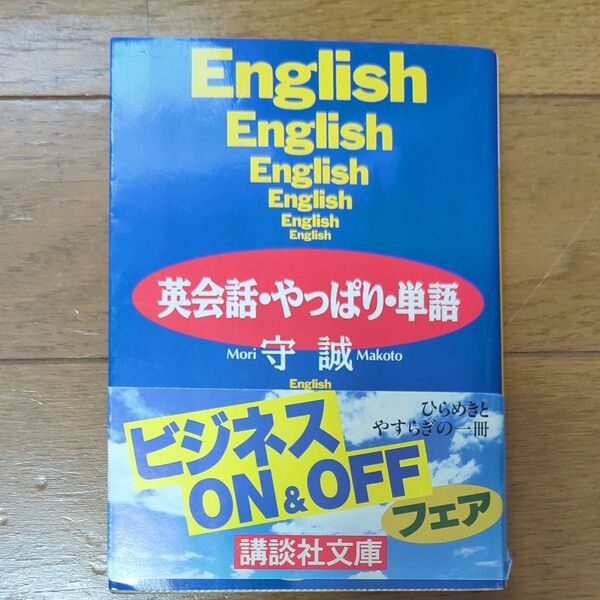 English
English
English
English
English
English
英会話・やっぱり・単語
Mori 守 誠 Makoto
English
ひらめきと
やすらぎの一冊
ビジネス
ON & OFF
フェア
講談社文庫